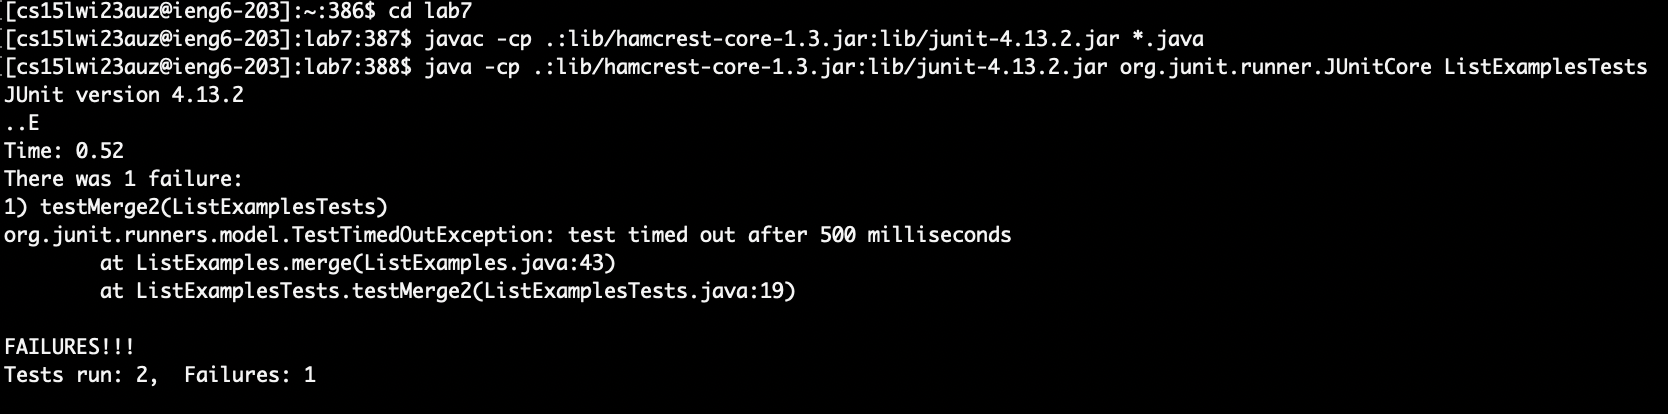 [cs15lwi23auz@ieng6-203]:~:386$ cd lab7
[cs15lwi23auz@ieng6-203]:lab7:387$ javac -cp .:lib/hamcrest-core-1.3.jar:lib/junit-4.13.2.jar *.java
[cs15lwi23auz@ieng6-203]:lab7:388$ java -cp .:lib/hamcrest-core-1.3.jar:lib/junit-4.13.2.jar org.junit.runner.JUnitCore ListExamplesTests
JUnit version 4.13.2
..E
Time: 0.52
There was 1 failure:
1) testMerge2(ListExamplesTests)
org.junit.runners.model.TestTimedOutException: test timed out after 500 milliseconds
        at ListExamples.merge(ListExamples.java:43)
        at ListExamplesTests.testMerge2(ListExamplesTests.java:19)

FAILURES!!!
Tests run: 2,  Failures: 1